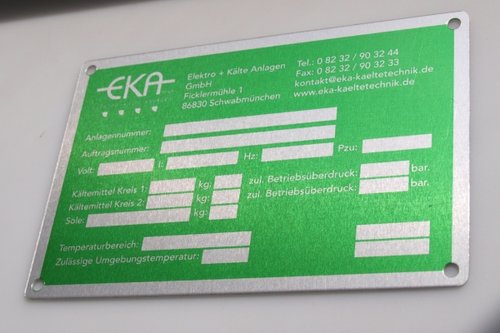 EKA
Elektro + Kälte Anlagen
GmbH
Ficklermühle 1
86830 Schwabmünchen
Tel.: 0 82 32 / 90 32 44
Fax: 0 82 32 / 90 32 33
kontakt@eka-kaeltetechnik.de
www.eka-kaeltetechnik.de
Anlagennummer:
Auftragsnummer:
Volt: I: Hz: Pzu:
Kältemittel Kreis 1: kg, zul. Betriebsüberdruck: bar.
Kältemittel Kreis 2: kg: zul. Betriebsüberdruck: bar.
Sole: kg:
Temperaturbereich:
Zulässige Umgebungstemperatur: